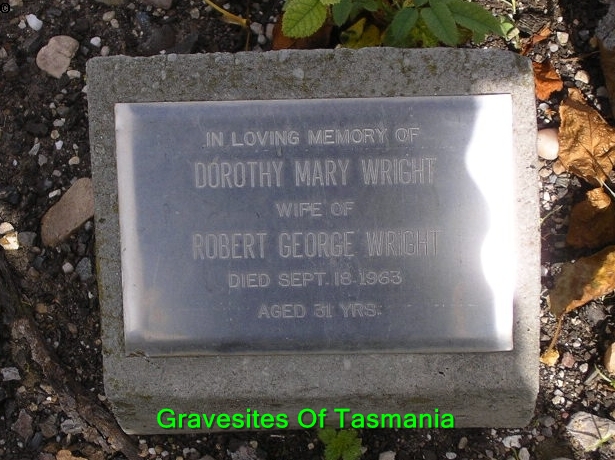 IN LOVING MEMORY OF
DOROTHY MARY WRIGHT
WIFE OF
ROBERT GEORGE WRIGHT
DIED SEPT. 18 1963
AGED 31 YRS.
Gravesites Of Tasmania